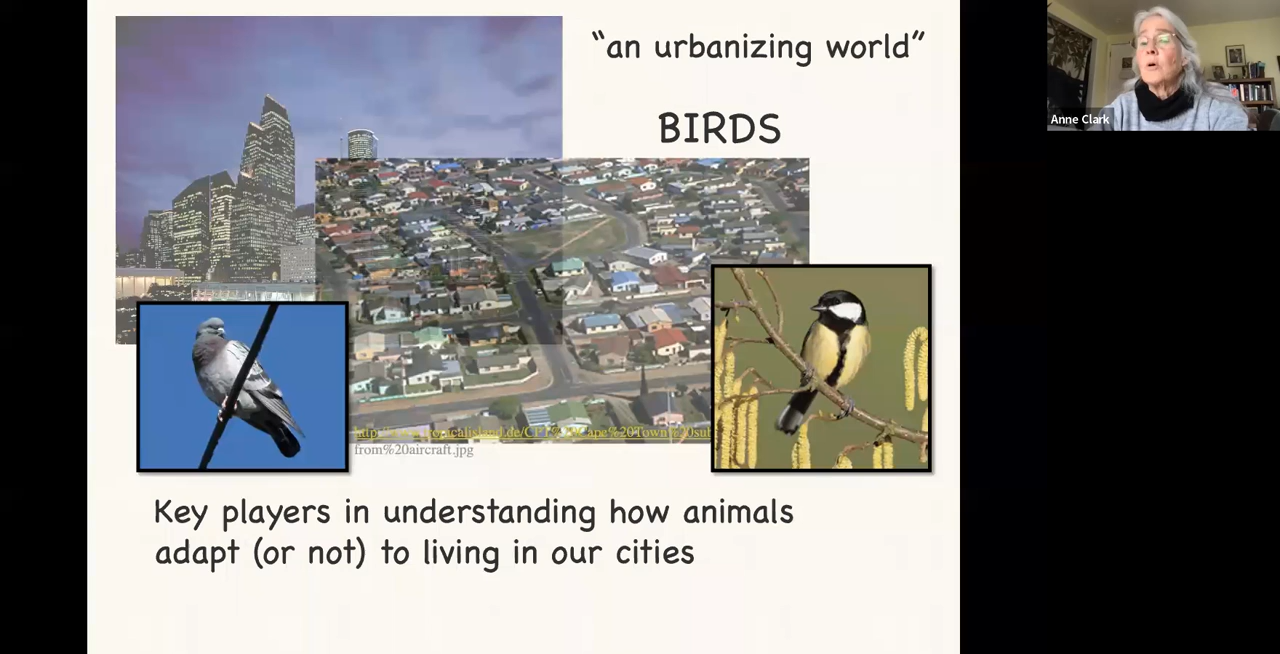 “an urbanizing world”
BIRDS
Anne Clark
from%20aircraft.jpg
Key players in understanding how animals
adapt (or not) to living in our cities